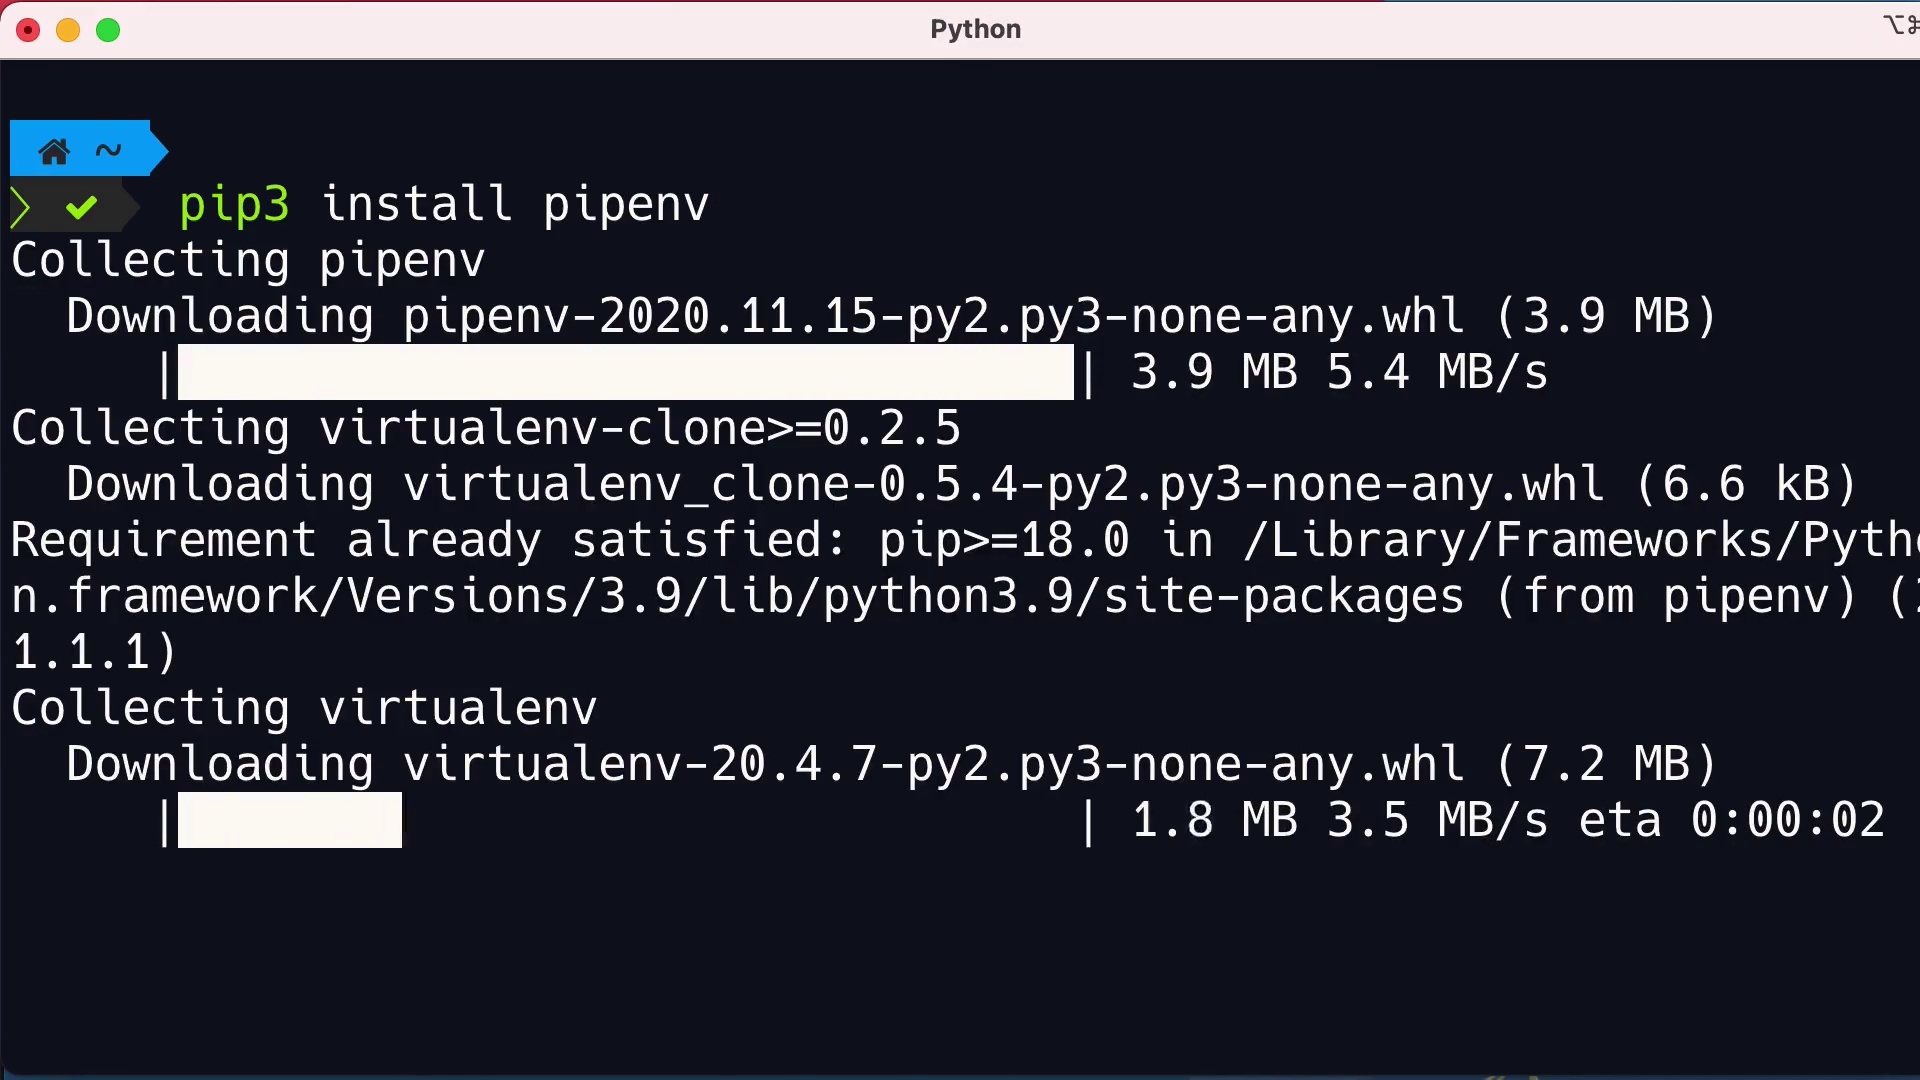 Python
⌥⌘
~
pip3 install pipenv
Collecting pipenv
Downloading pipenv-2020.11.15-py2.py3-none-any.whl (3.9 MB)
| | 3.9 MB 5.4 MB/s
Collecting virtualenv-clone>=0.2.5
Downloading virtualenv_clone-0.5.4-py2.py3-none-any.whl (6.6 kB)
Requirement already satisfied: pip>=18.0 in /Library/Frameworks/Pytho
n.framework/Versions/3.9/lib/python3.9/site-packages (from pipenv) (2
1.1.1)
Collecting virtualenv
Downloading virtualenv-20.4.7-py2.py3-none-any.whl (7.2 MB)
| | 1.8 MB 3.5 MB/s eta 0:00:02